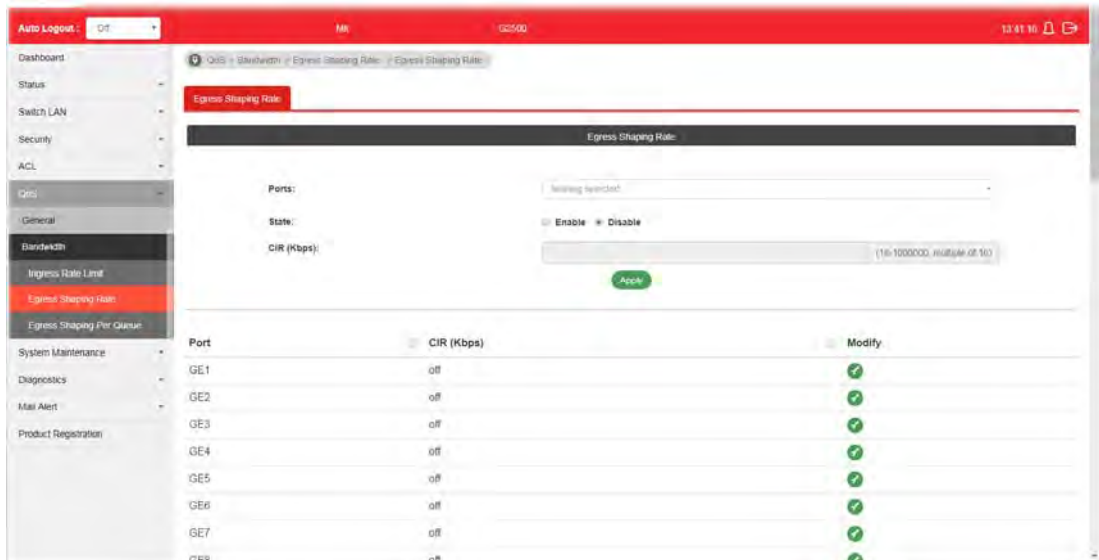 Auto Logout : Off G2500 13:41:16
Dashboard
QoS > Bandwidth > Egress Shaping Rate > Egress Shaping Rate
Status
Switch LAN
Egress Shaping Rate
Security
Egress Shaping Rate
ACL
QoS
Ports: Nothing selected
General
State: Enable Disable
Bandwidth
CIR (Kbps): (16-1000000, multiple of 16)
Ingress Rate Limit
Apply
Egress Shaping Rate
Egress Shaping Per Queue
Port CIR (Kbps) Modify
System Maintenance
GE1 off
Diagnostics
GE2 off
Mail Alert
GE3 off
Product Registration
GE4 off
GE5 off
GE6 off
GE7 off
GE8 off